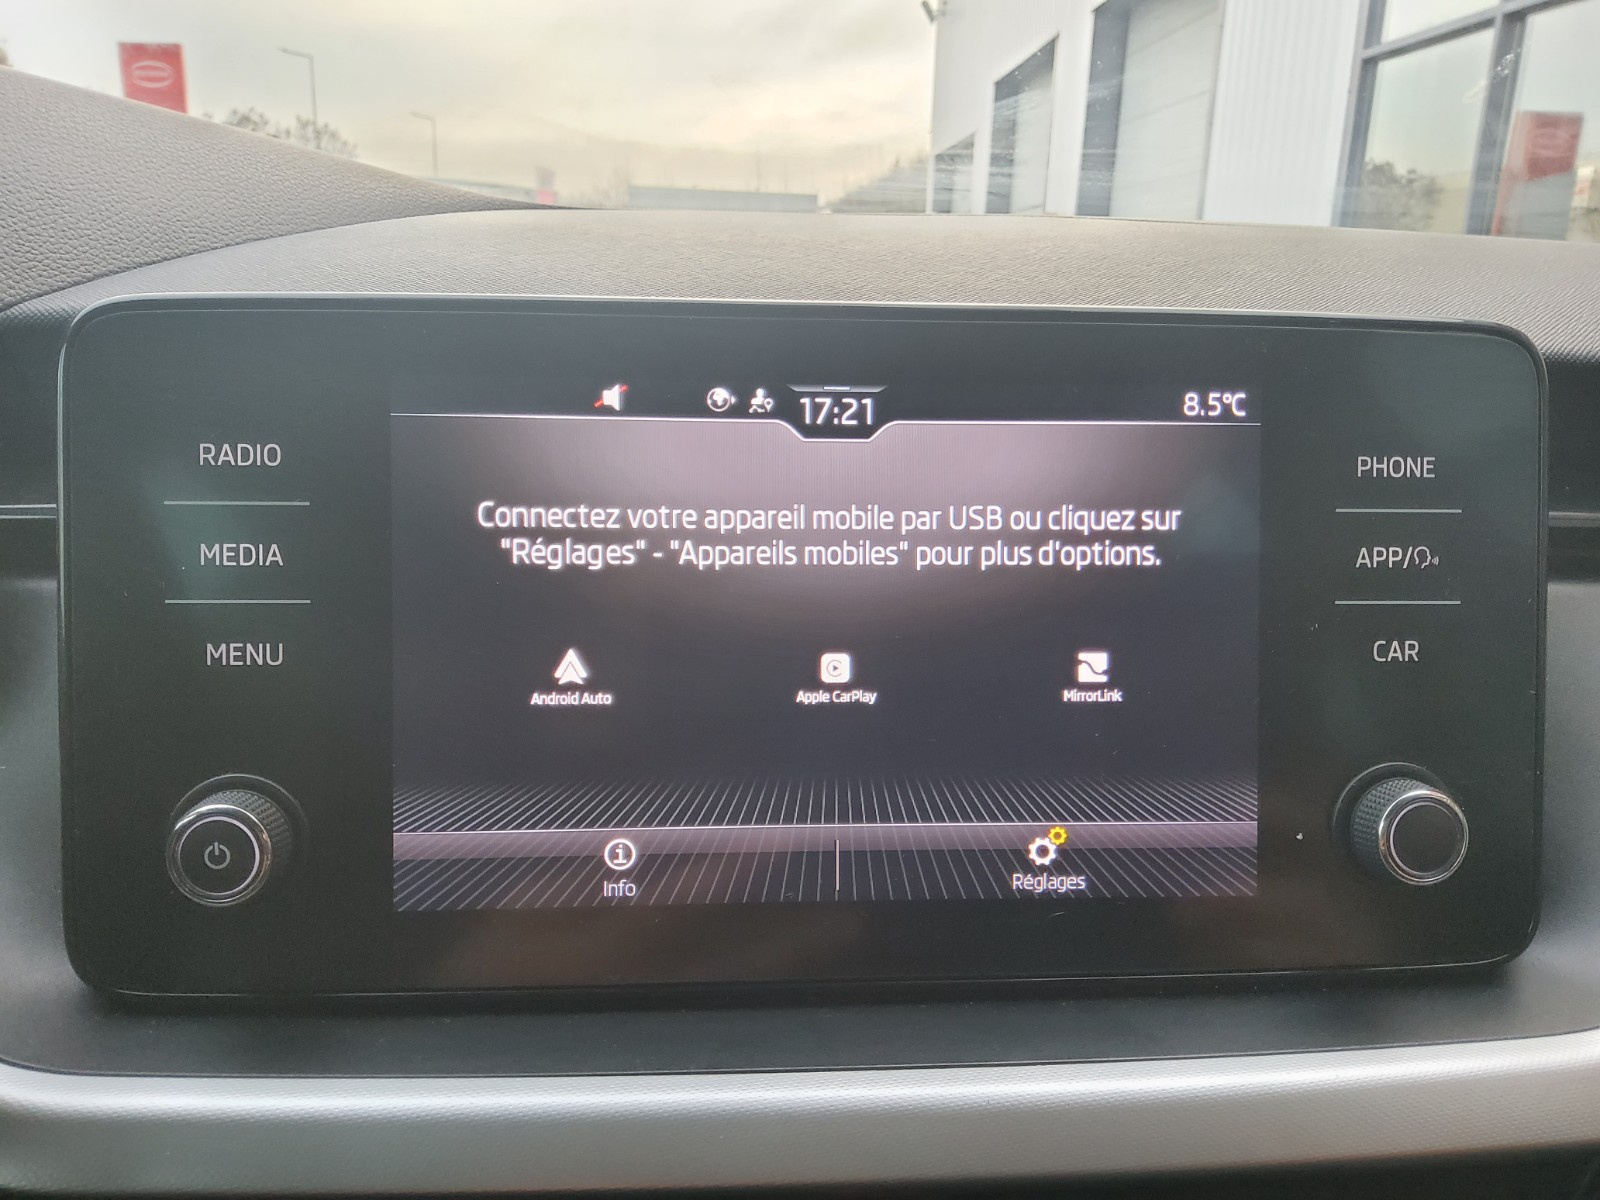 17:21
8.5°C
RADIO
MEDIA
MENU
Connectez votre appareil mobile par USB ou cliquez sur
"Réglages" - "Appareils mobiles" pour plus d'options.
Android Auto
Apple CarPlay
MirrorLink
Info
Réglages
PHONE
APP/
CAR